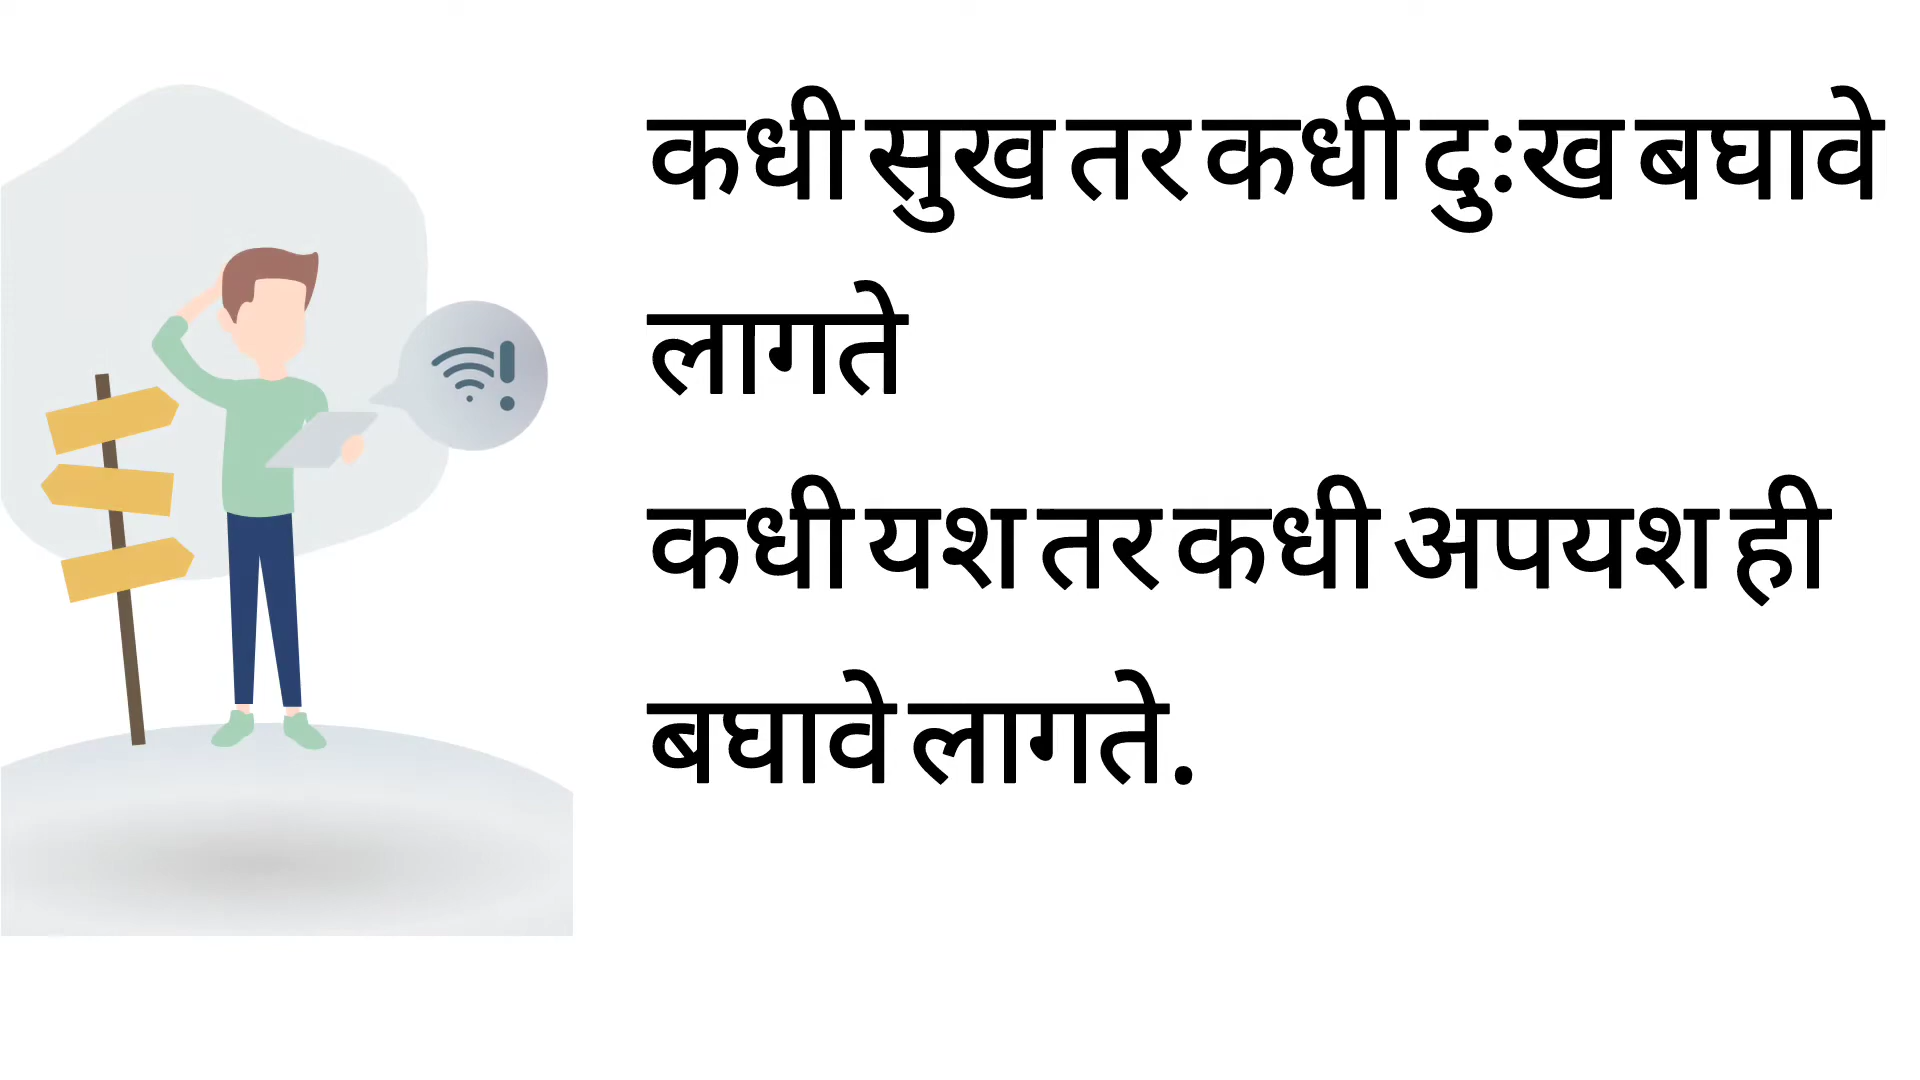 कधी सुख तर कधी दु:ख बघावे
लागते
कधी यश तर कधी अपयश ही
बघावे लागते.